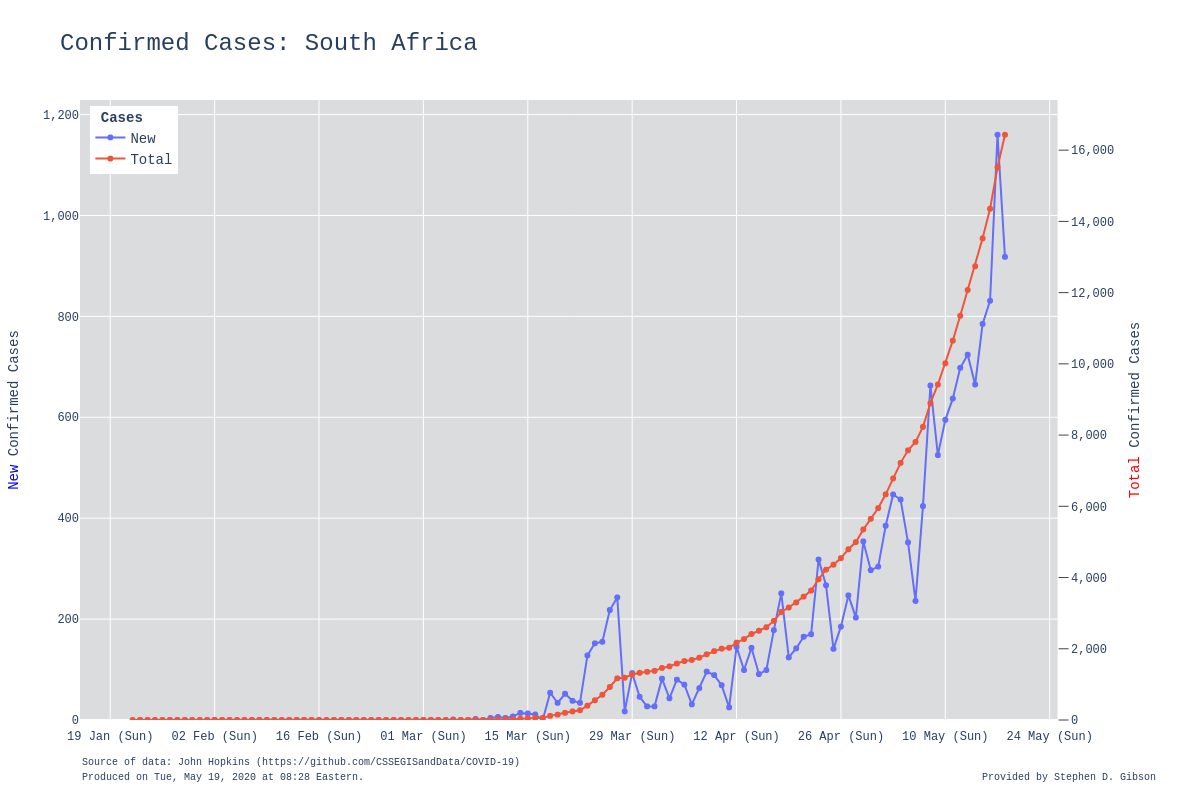 Confirmed Cases: South Africa
Cases
New
Total
1,200
1,000
800
600
400
200
0
16,000
14,000
12,000
10,000
8,000
6,000
4,000
2,000
0
New Confirmed Cases
Total Confirmed Cases
19 Jan (Sun) 02 Feb (Sun) 16 Feb (Sun) 01 Mar (Sun) 15 Mar (Sun) 29 Mar (Sun) 12 Apr (Sun) 26 Apr (Sun) 10 May (Sun) 24 May (Sun)
Source of data: John Hopkins (https://github.com/CSSEGISandData/COVID-19)
Produced on Tue, May 19, 2020 at 08:28 Eastern.
Provided by Stephen D. Gibson